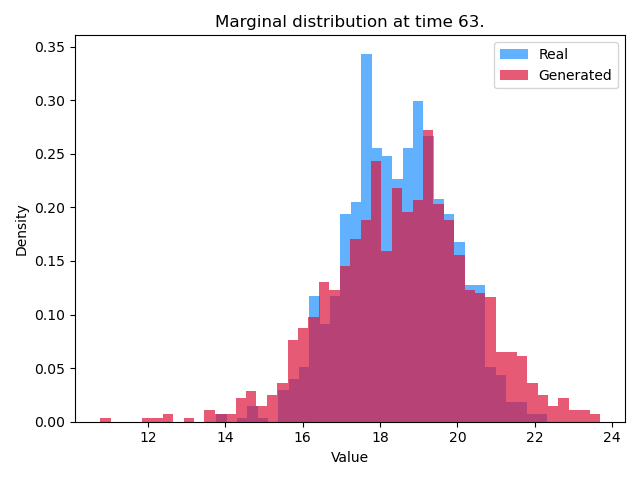 Marginal distribution at time 63.
Real
Generated
0.35
0.30
0.25
0.20
0.15
0.10
0.05
0.00
Density
12 14 16 18 20 22 24
Value